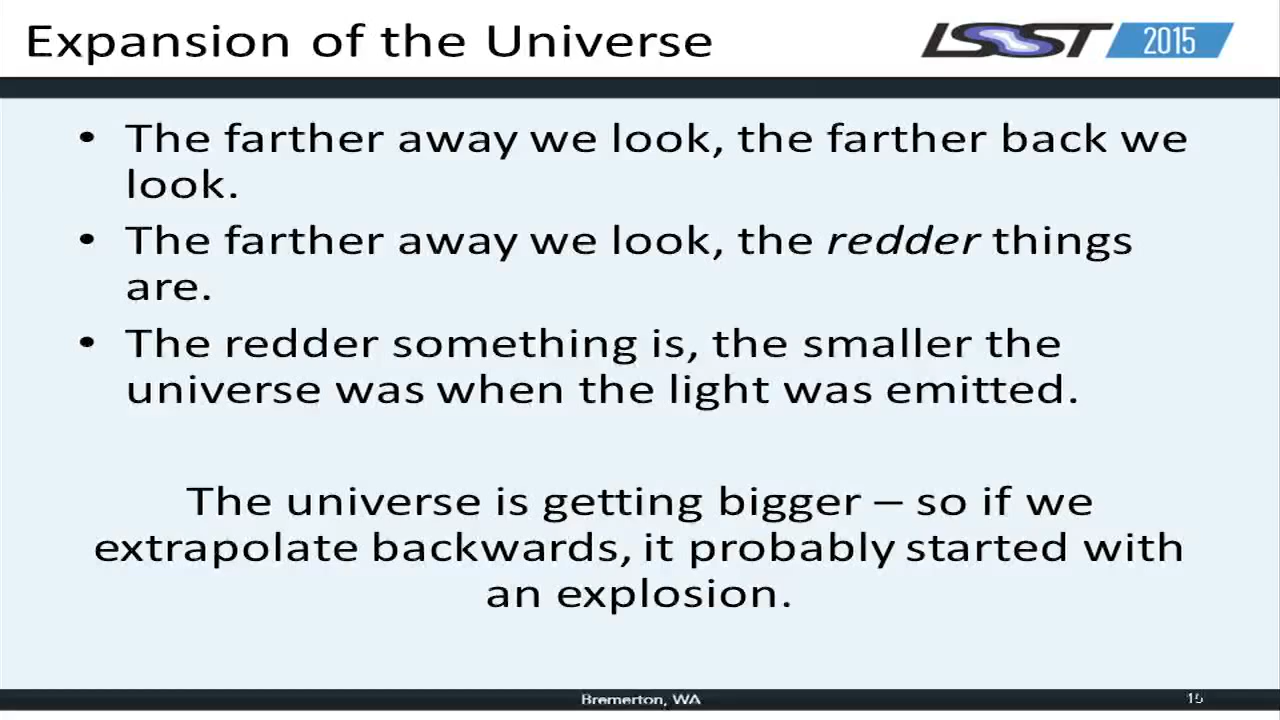 Expansion of the Universe
LSST 2015
• The farther away we look, the farther back we
look.
• The farther away we look, the redder things
are.
• The redder something is, the smaller the
universe was when the light was emitted.
The universe is getting bigger – so if we
extrapolate backwards, it probably started with
an explosion.
Bremerton, WA
15